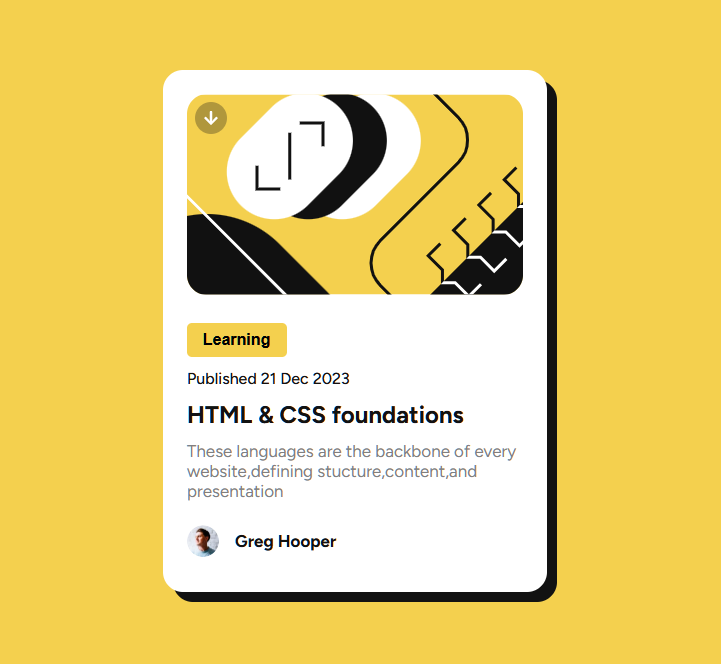 Learning
Published 21 Dec 2023
HTML & CSS foundations
These languages are the backbone of every
website,defining stucture,content,and
presentation
Greg Hooper